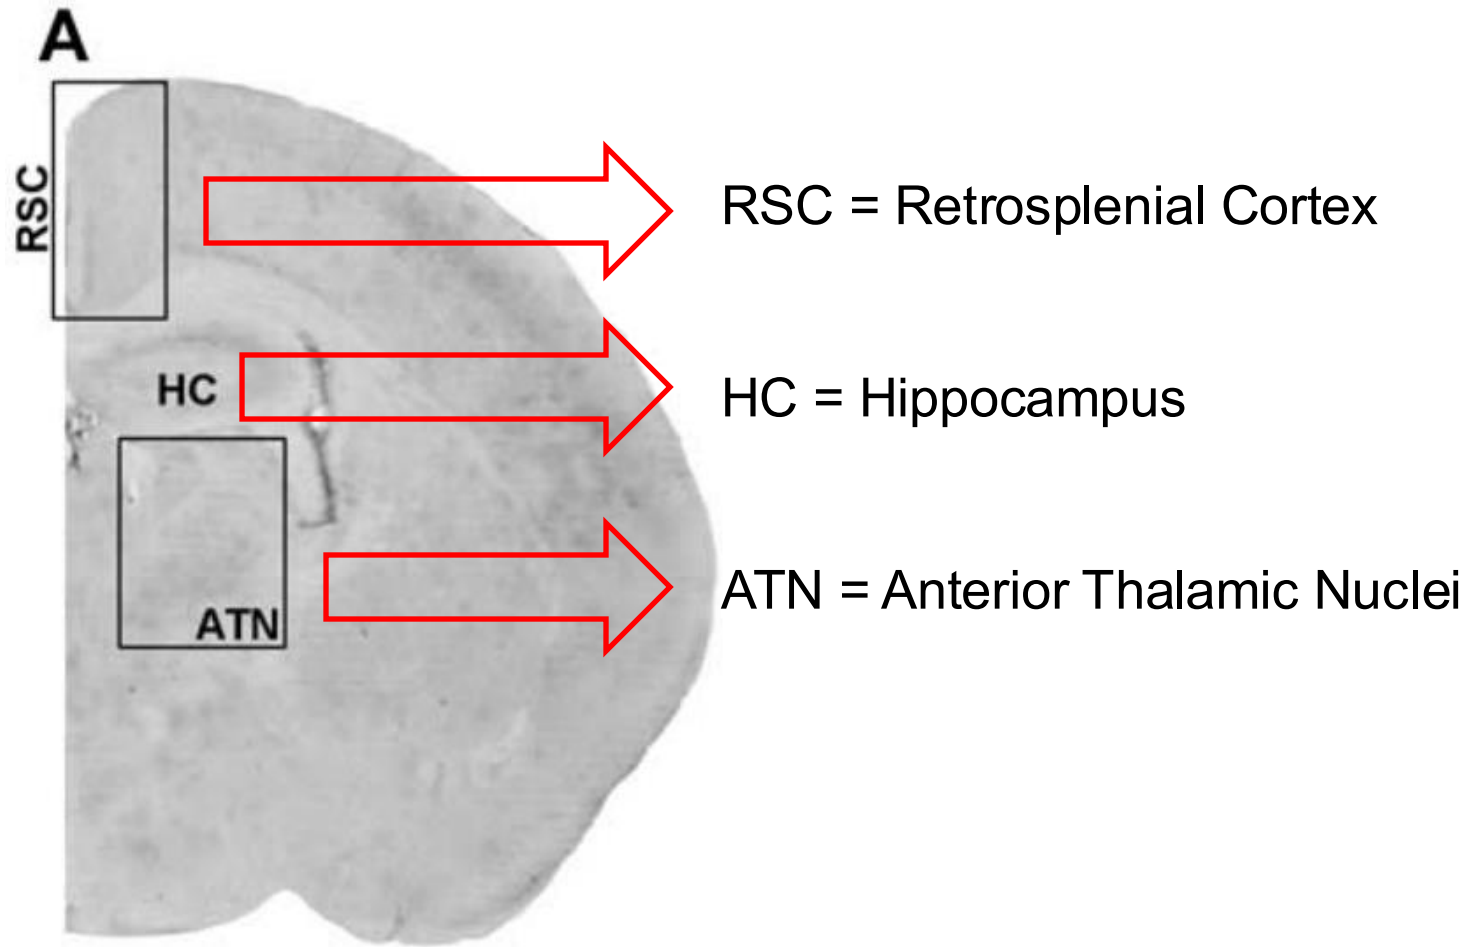 A
RSC
RSC = Retrosplenial Cortex
HC
HC = Hippocampus
ATN
ATN = Anterior Thalamic Nuclei